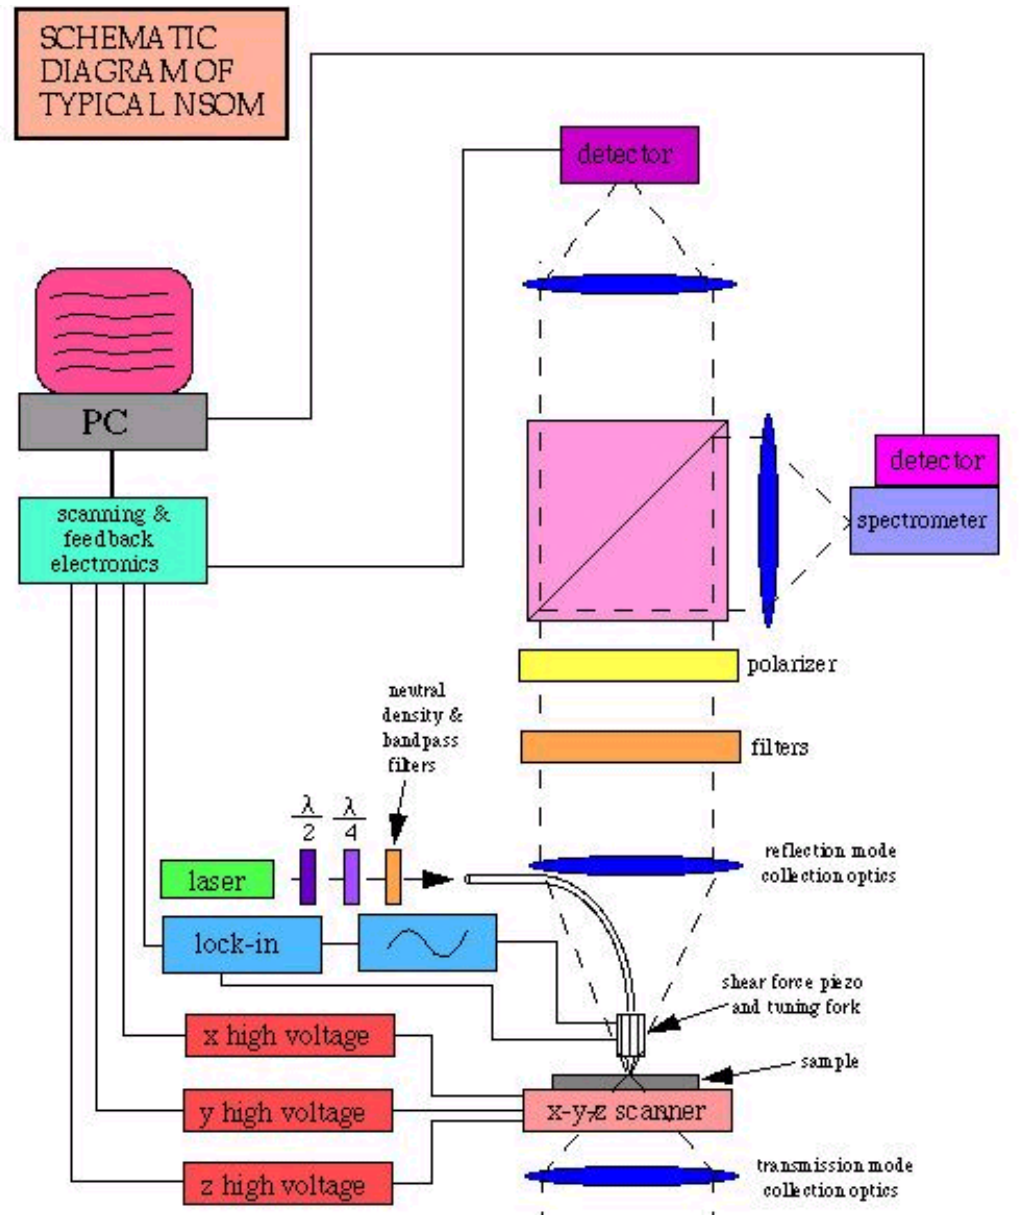 SCHEMATIC
DIAGRAM OF
TYPICAL NSOM
detector
PC
detector
spectrometer
scanning &
feedback
electronics
polarizer
neutral
density &
bandpass
filters
filters
λ
2
λ
4
laser
reflection mode
collection optics
lock-in
shear force piezo
and tuning fork
x high voltage
sample
y high voltage
x-y-z scanner
z high voltage
transmission mode
collection optics